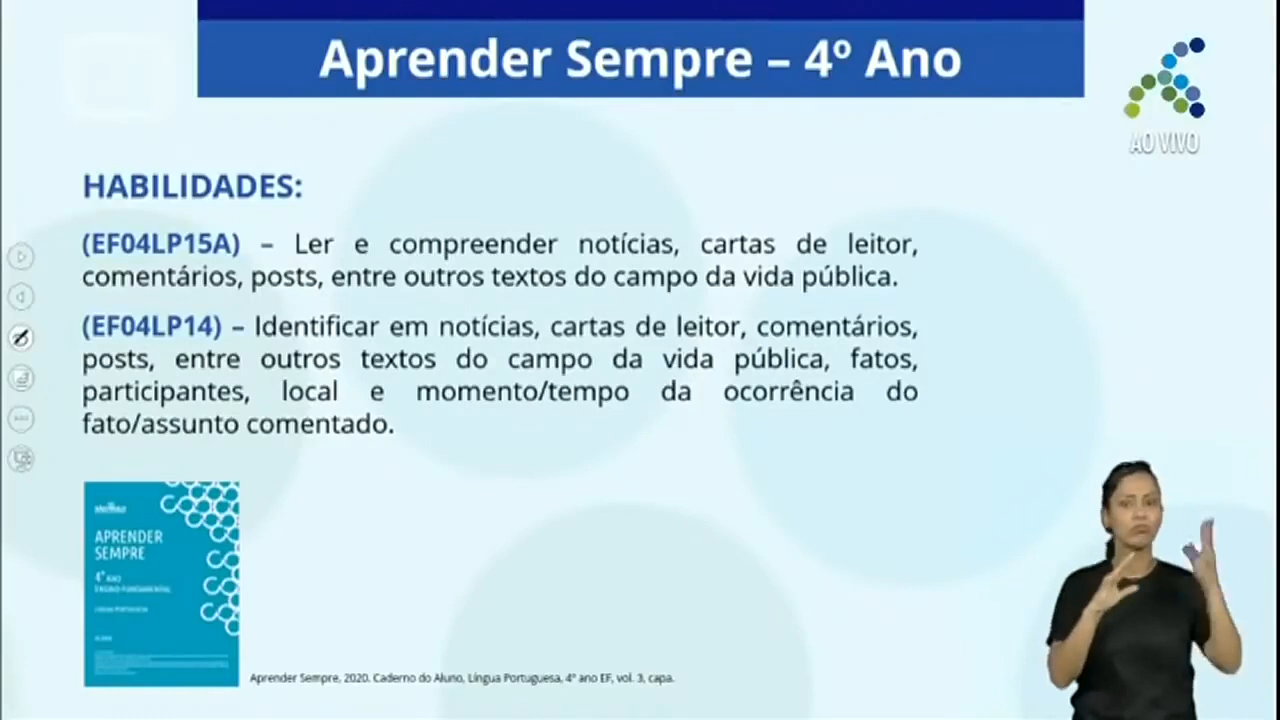 Aprender Sempre – 4º Ano
AO VIVO
HABILIDADES:
(EF04LP15A) – Ler e compreender notícias, cartas de leitor,
comentários, posts, entre outros textos do campo da vida pública.
(EF04LP14) – Identificar em notícias, cartas de leitor, comentários,
posts, entre outros textos do campo da vida pública, fatos,
participantes, local e momento/tempo da ocorrência do
fato/assunto comentado.
APRENDER
SEMPRE
4º ANO
ENSINO FUNDAMENTAL
Aprender Sempre, 2020. Caderno do Aluno, Língua Portuguesa, 4º ano EF, vol. 3, capa.